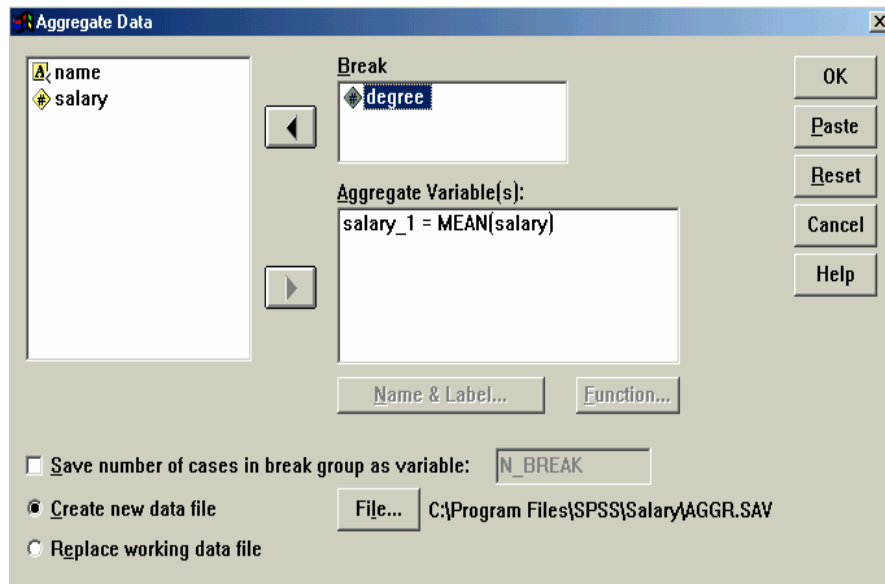 Aggregate Data
name
salary
Break
degree
Aggregate Variable(s):
salary_1 = MEAN(salary)
Name & Label...
Function...
OK
Paste
Reset
Cancel
Help
Save number of cases in break group as variable:
N_BREAK
Create new data file
File...
C:\Program Files\SPSS\Salary\AGGR.SAV
Replace working data file